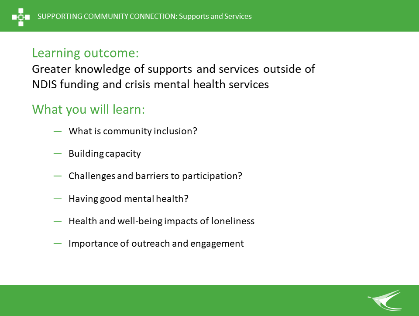 SUPPORTING COMMUNITY CONNECTION: Supports and Services
Learning outcome:
Greater knowledge of supports and services outside of
NDIS funding and crisis mental health services
What you will learn:
— What is community inclusion?
— Building capacity
— Challenges and barriers to participation?
— Having good mental health?
— Health and well-being impacts of loneliness
— Importance of outreach and engagement